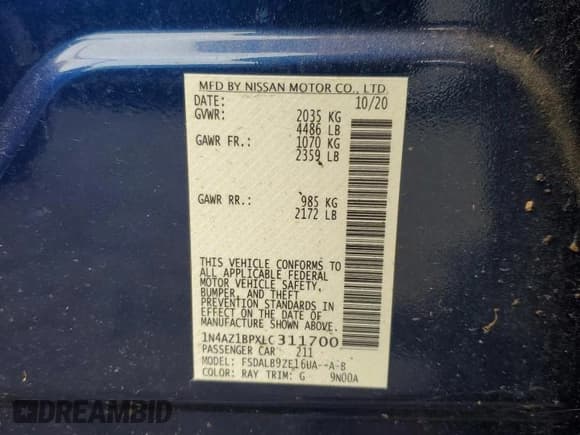 MFD BY NISSAN MOTOR CO., LTD.
DATE: 10/20
GVWR: 2035 KG
4486 LB
GAWR FR.: 1070 KG
2359 LB
GAWR RR.: 985 KG
2172 LB
THIS VEHICLE CONFORMS TO
ALL APPLICABLE FEDERAL
MOTOR VEHICLE SAFETY,
BUMPER, AND THEFT
PREVENTION STANDARDS IN
EFFECT ON THE DATE OF
MANUFACTURE SHOWN ABOVE.
1N4AZ1BPXLC311700
PASSENGER CAR 211
MODEL: FSDALB9ZE16UA--A-B
COLOR: RAY TRIM: G 9N00A
DREAMBID